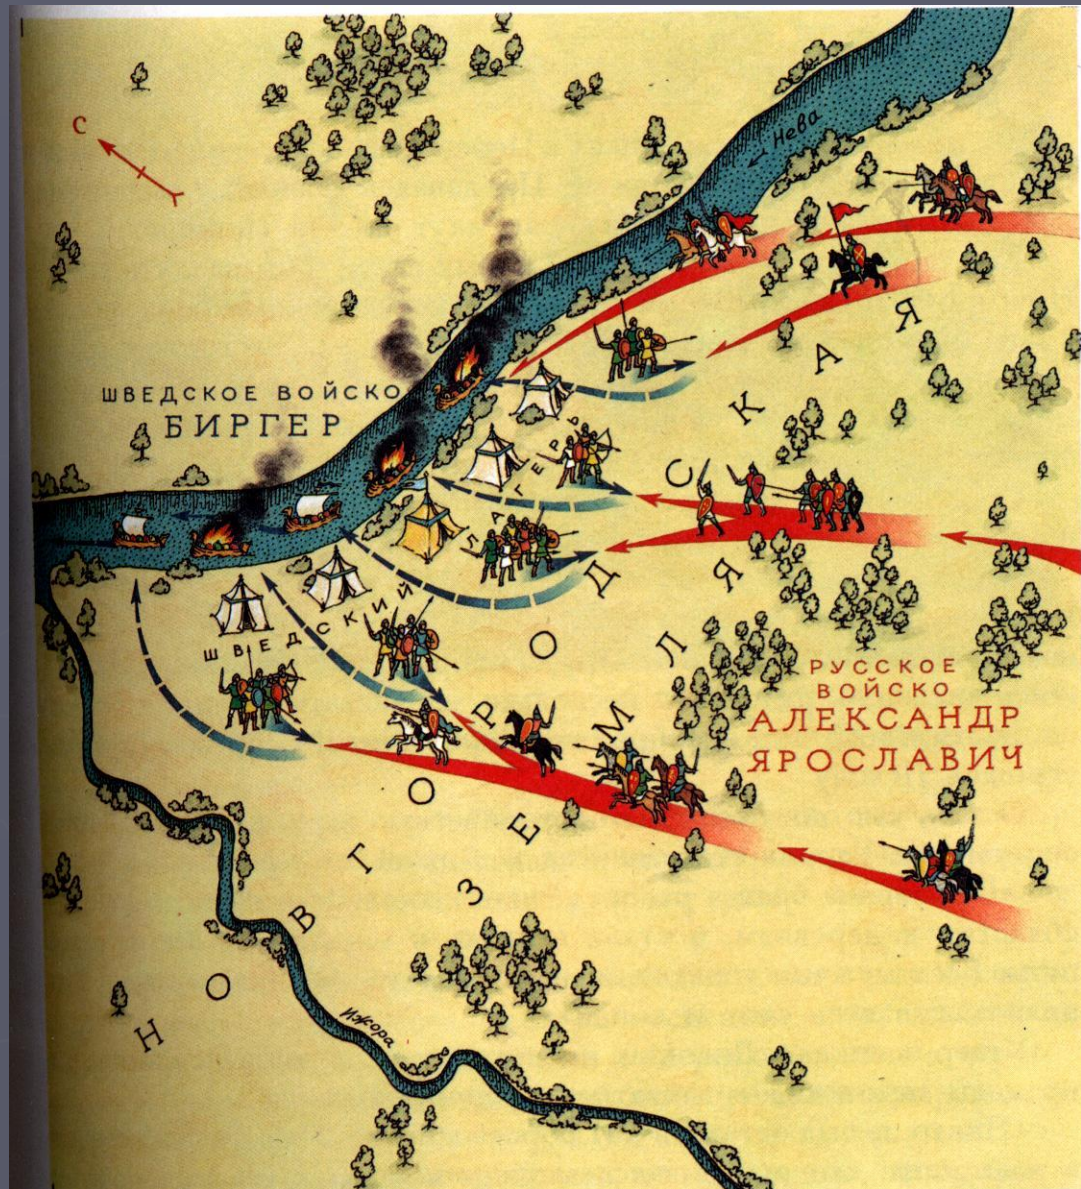 С
Нева
ШВЕДСКОЕ ВОЙСКО
БИРГЕР
ШВЕДСКИЙ ЛАГЕРЬ
РУССКОЕ
ВОЙСКО
АЛЕКСАНДР
ЯРОСЛАВИЧ
НОВГОРОДСКАЯ
ЗЕМЛЯ
Ижора